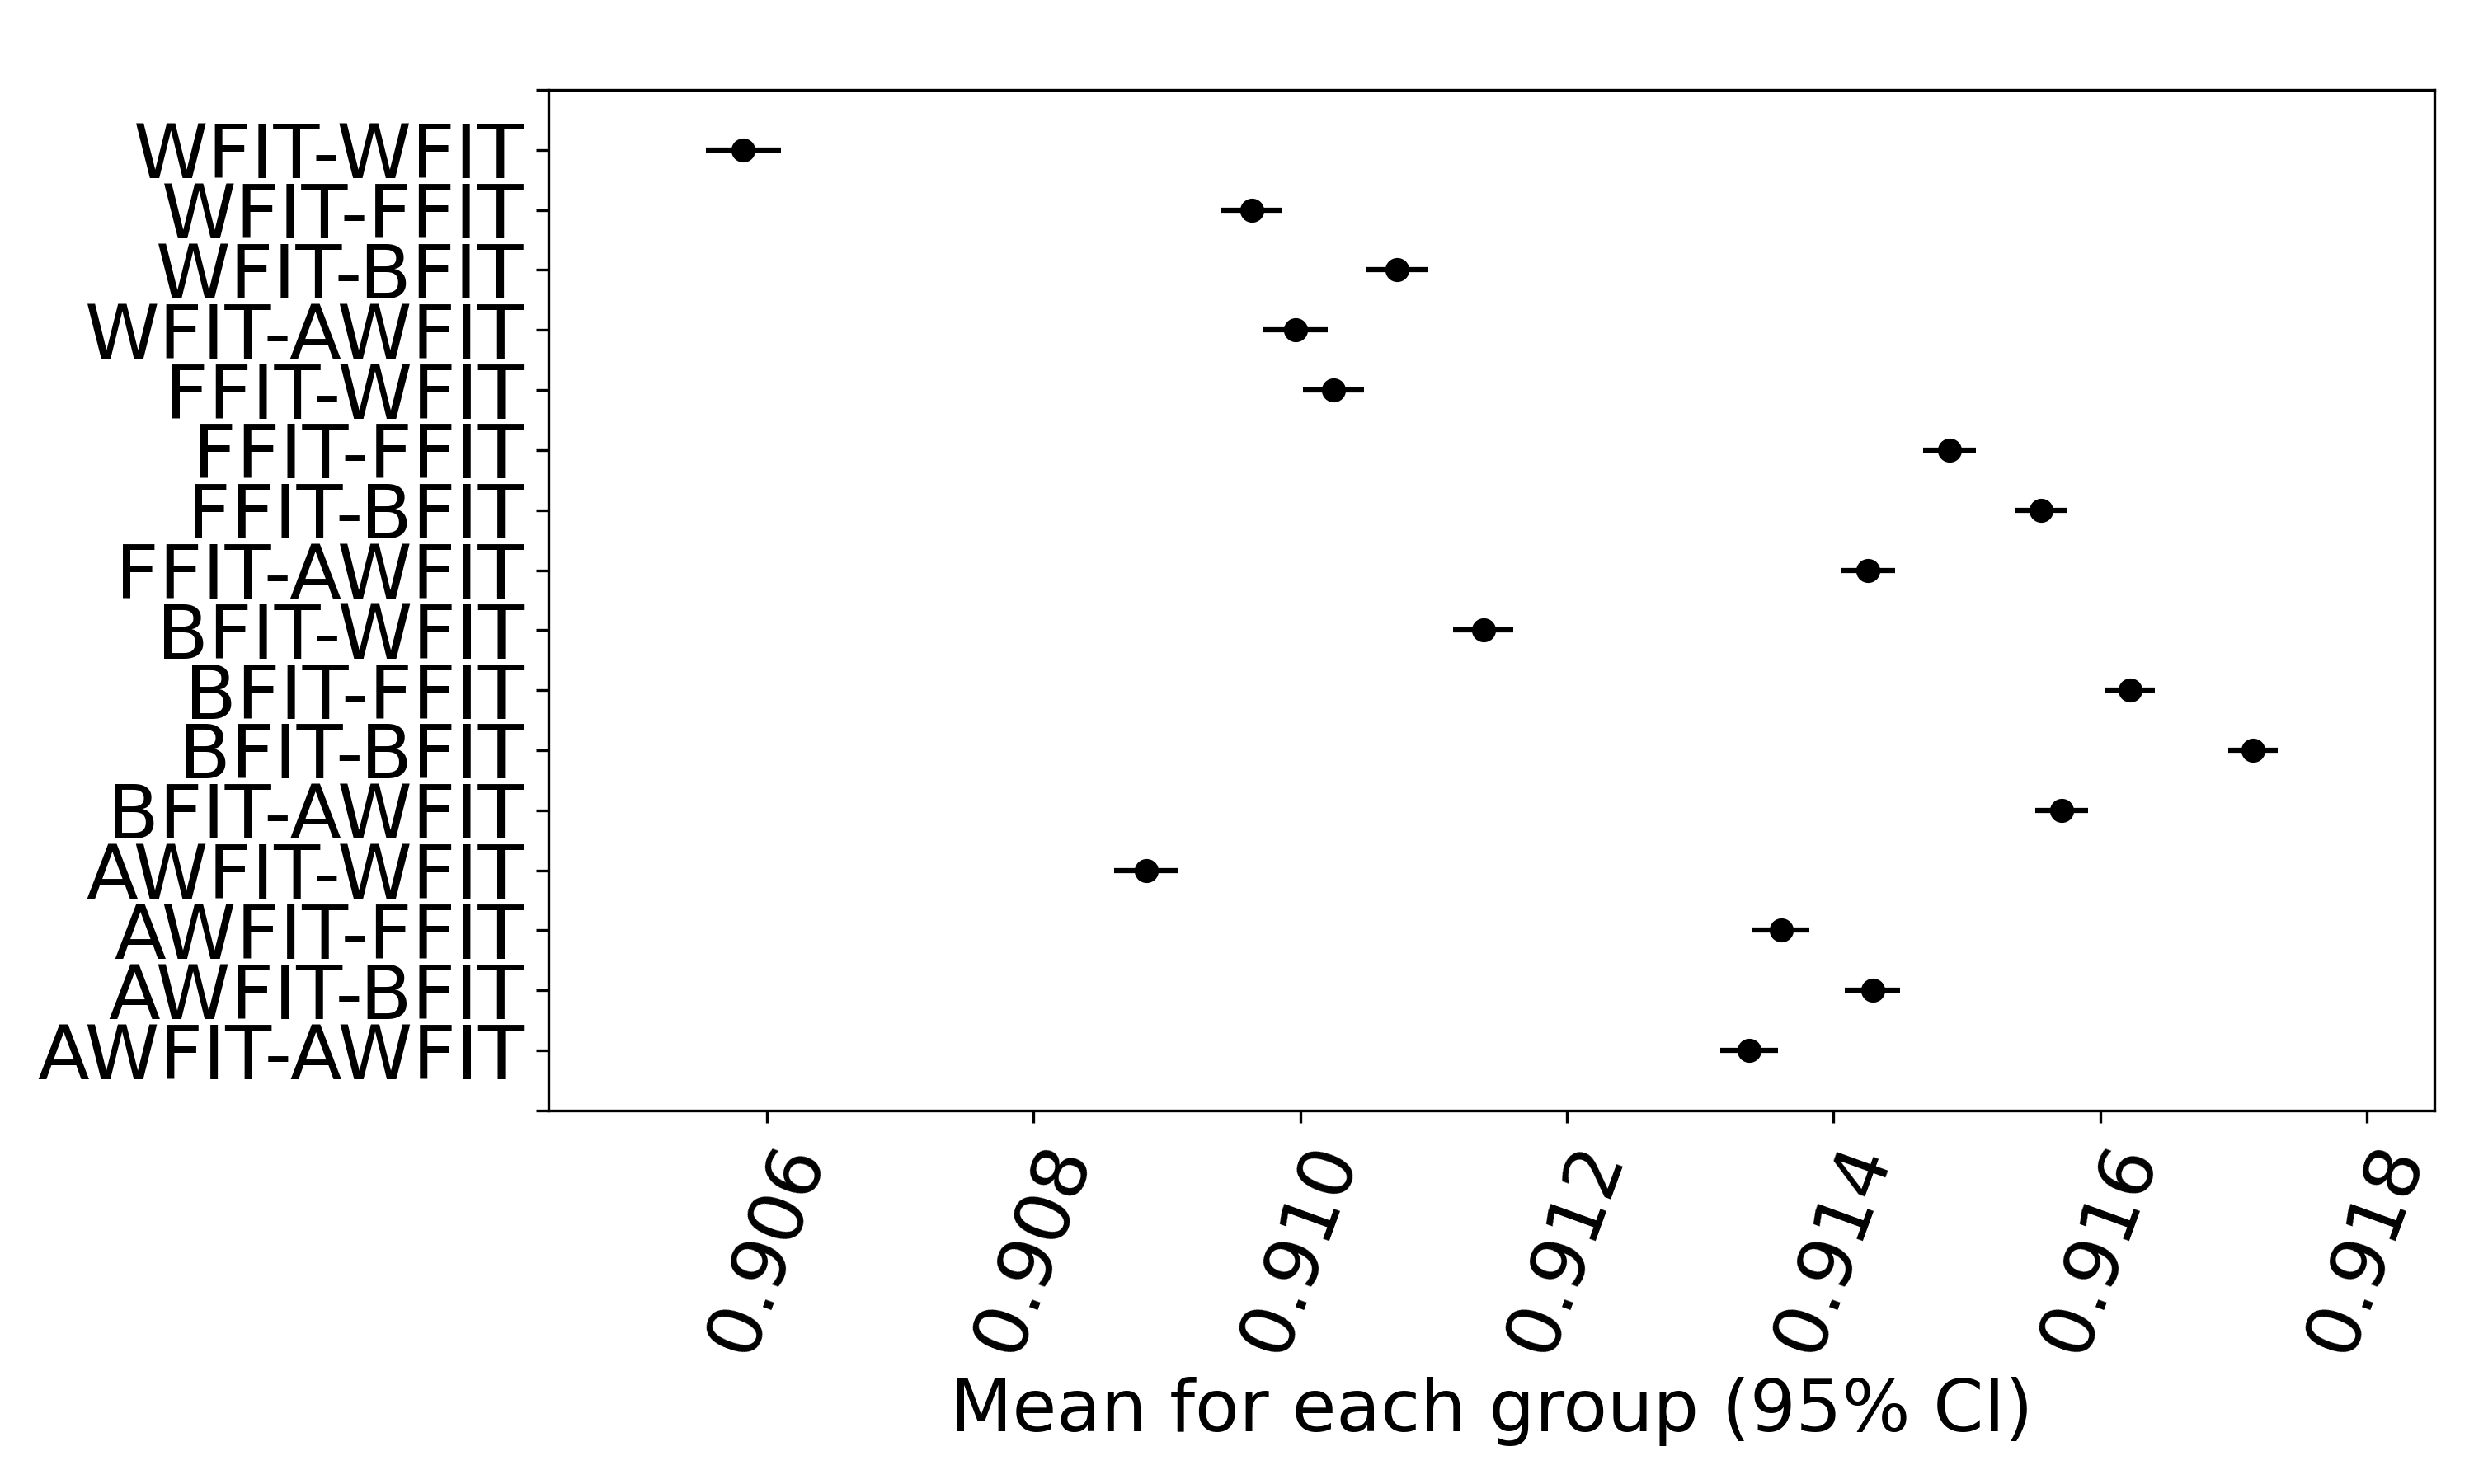 WFIT-WFIT
WFIT-FFIT
WFIT-BFIT
WFIT-AWFIT
FFIT-WFIT
FFIT-FFIT
FFIT-BFIT
FFIT-AWFIT
BFIT-WFIT
BFIT-FFIT
BFIT-BFIT
BFIT-AWFIT
AWFIT-WFIT
AWFIT-FFIT
AWFIT-BFIT
AWFIT-AWFIT
0.906 0.908 0.910 0.912 0.914 0.916 0.918
Mean for each group (95% CI)